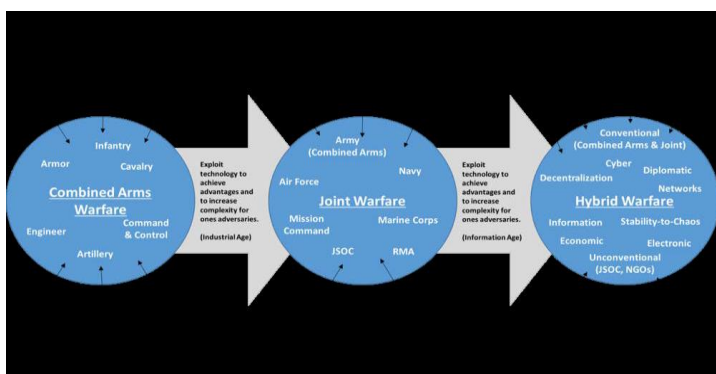 Infantry
Armor
Cavalry
Combined Arms
Warfare
Engineer
Command
& Control
Artillery
Exploit
technology to
achieve
advantages and
to increase
complexity for
ones adversaries.
(Industrial Age)
Army
(Combined Arms)
Navy
Air Force
Joint Warfare
Mission
Command
Marine Corps
JSOC
RMA
Exploit
technology to
achieve
advantages and
to increase
complexity for
ones adversaries.
(Information Age)
Conventional
(Combined Arms & Joint)
Cyber
Diplomatic
Decentralization
Networks
Hybrid Warfare
Information
Stability-to-Chaos
Economic
Electronic
Unconventional
(JSOC, NGOs)